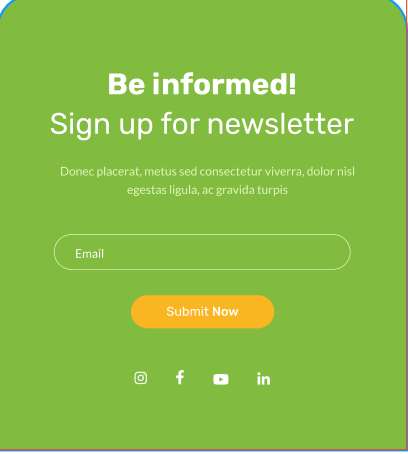 Be informed!
Sign up for newsletter
Donec placerat, metus sed consectetur viverra, dolor nisl
egestas ligula, ac gravida turpis
Email
Submit Now